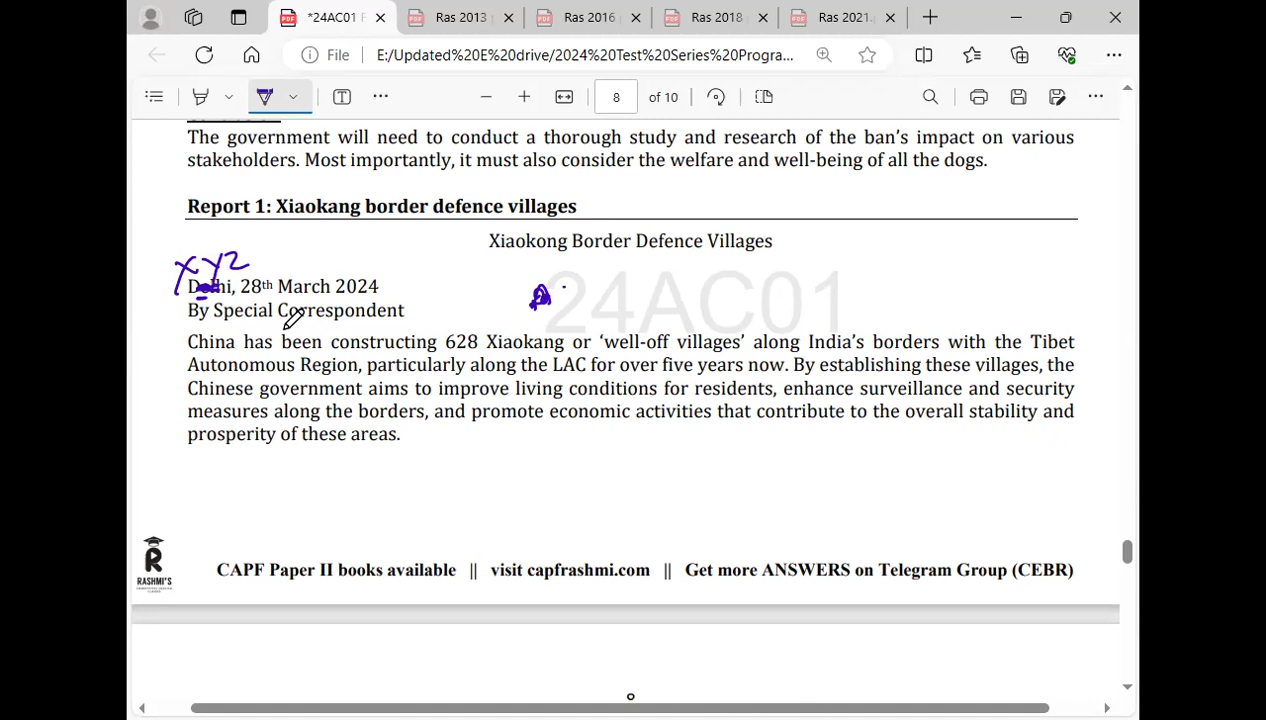 *24AC01 F
Ras 2013
Ras 2016
Ras 2018
Ras 2021.
File
E:/Updated%20E%20drive/2024%20Test%20Series%20Progra...
8 of 10
The government will need to conduct a thorough study and research of the ban's impact on various
stakeholders. Most importantly, it must also consider the welfare and well-being of all the dogs.
Report 1: Xiaokang border defence villages
Xiaokong Border Defence Villages
XYZ
Delhi, 28th March 2024
24AC01
By Special Correspondent
China has been constructing 628 Xiaokang or 'well-off villages' along India's borders with the Tibet
Autonomous Region, particularly along the LAC for over five years now. By establishing these villages, the
Chinese government aims to improve living conditions for residents, enhance surveillance and security
measures along the borders, and promote economic activities that contribute to the overall stability and
prosperity of these areas.
RASHMI'S
CAPF Paper II books available || visit capfrashmi.com || Get more ANSWERS on Telegram Group (CEBR)